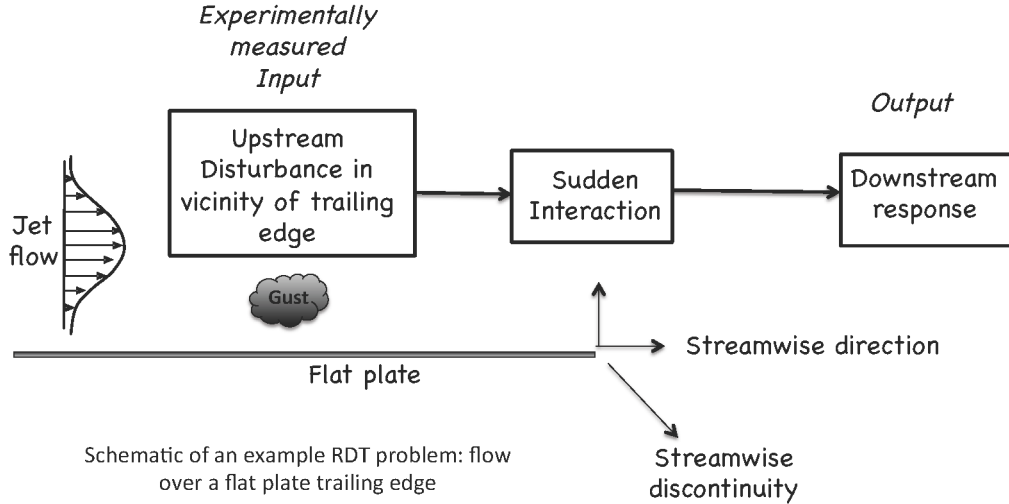 Experimentally
measured
Input
Output
Upstream
Disturbance in
vicinity of trailing
edge
Sudden
Interaction
Downstream
response
Jet
flow
Gust
Streamwise direction
Flat plate
Schematic of an example RDT problem: flow
over a flat plate trailing edge
Streamwise
discontinuity